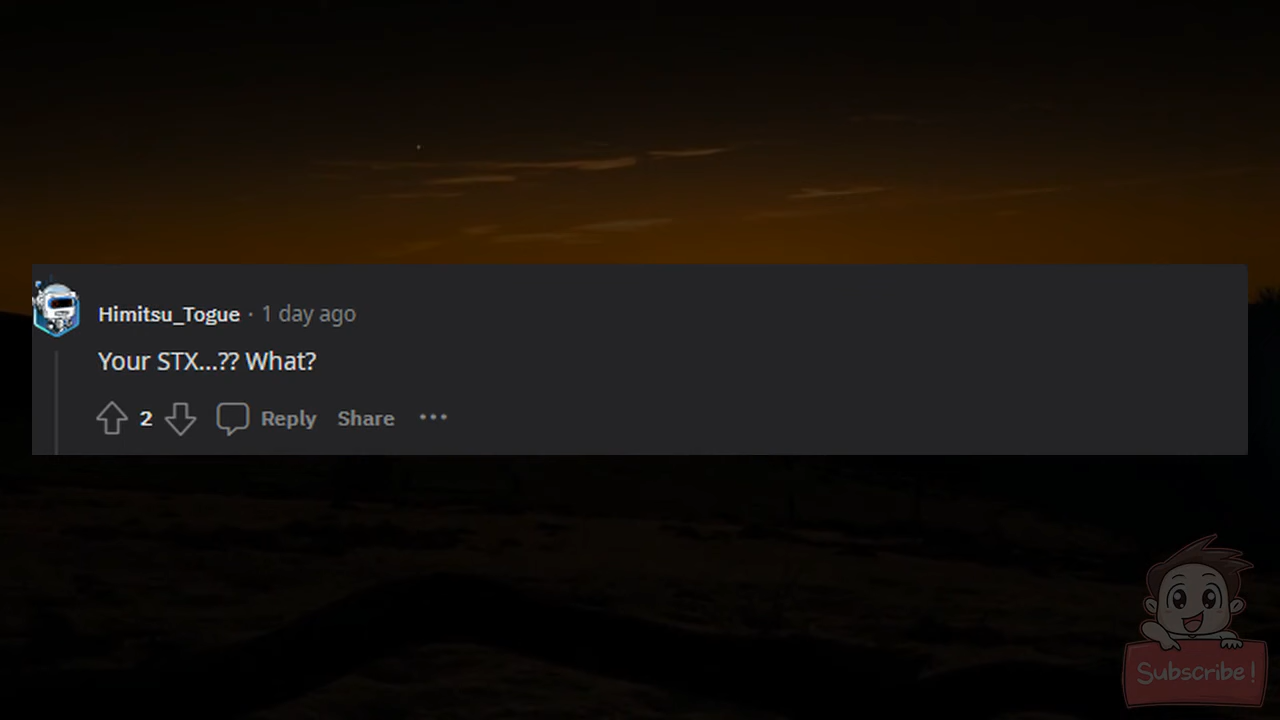 Himitsu_Togue · 1 day ago
Your STX...?? What?
2 Reply Share ...
Subscribe!